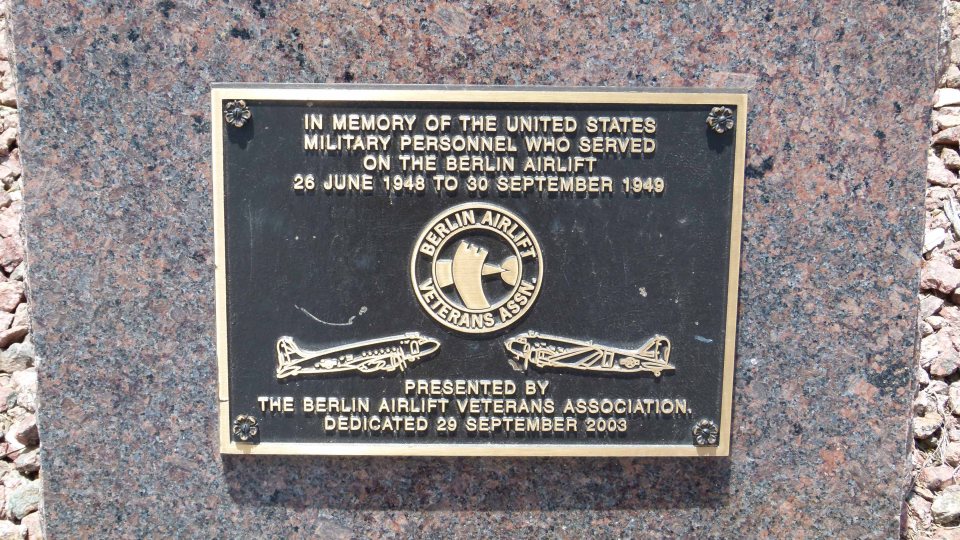 IN MEMORY OF THE UNITED STATES
MILITARY PERSONNEL WHO SERVED
ON THE BERLIN AIRLIFT
26 JUNE 1948 TO 30 SEPTEMBER 1949
BERLIN AIRLIFT
VETERANS ASSN.
PRESENTED BY
THE BERLIN AIRLIFT VETERANS ASSOCIATION.
DEDICATED 29 SEPTEMBER 2003